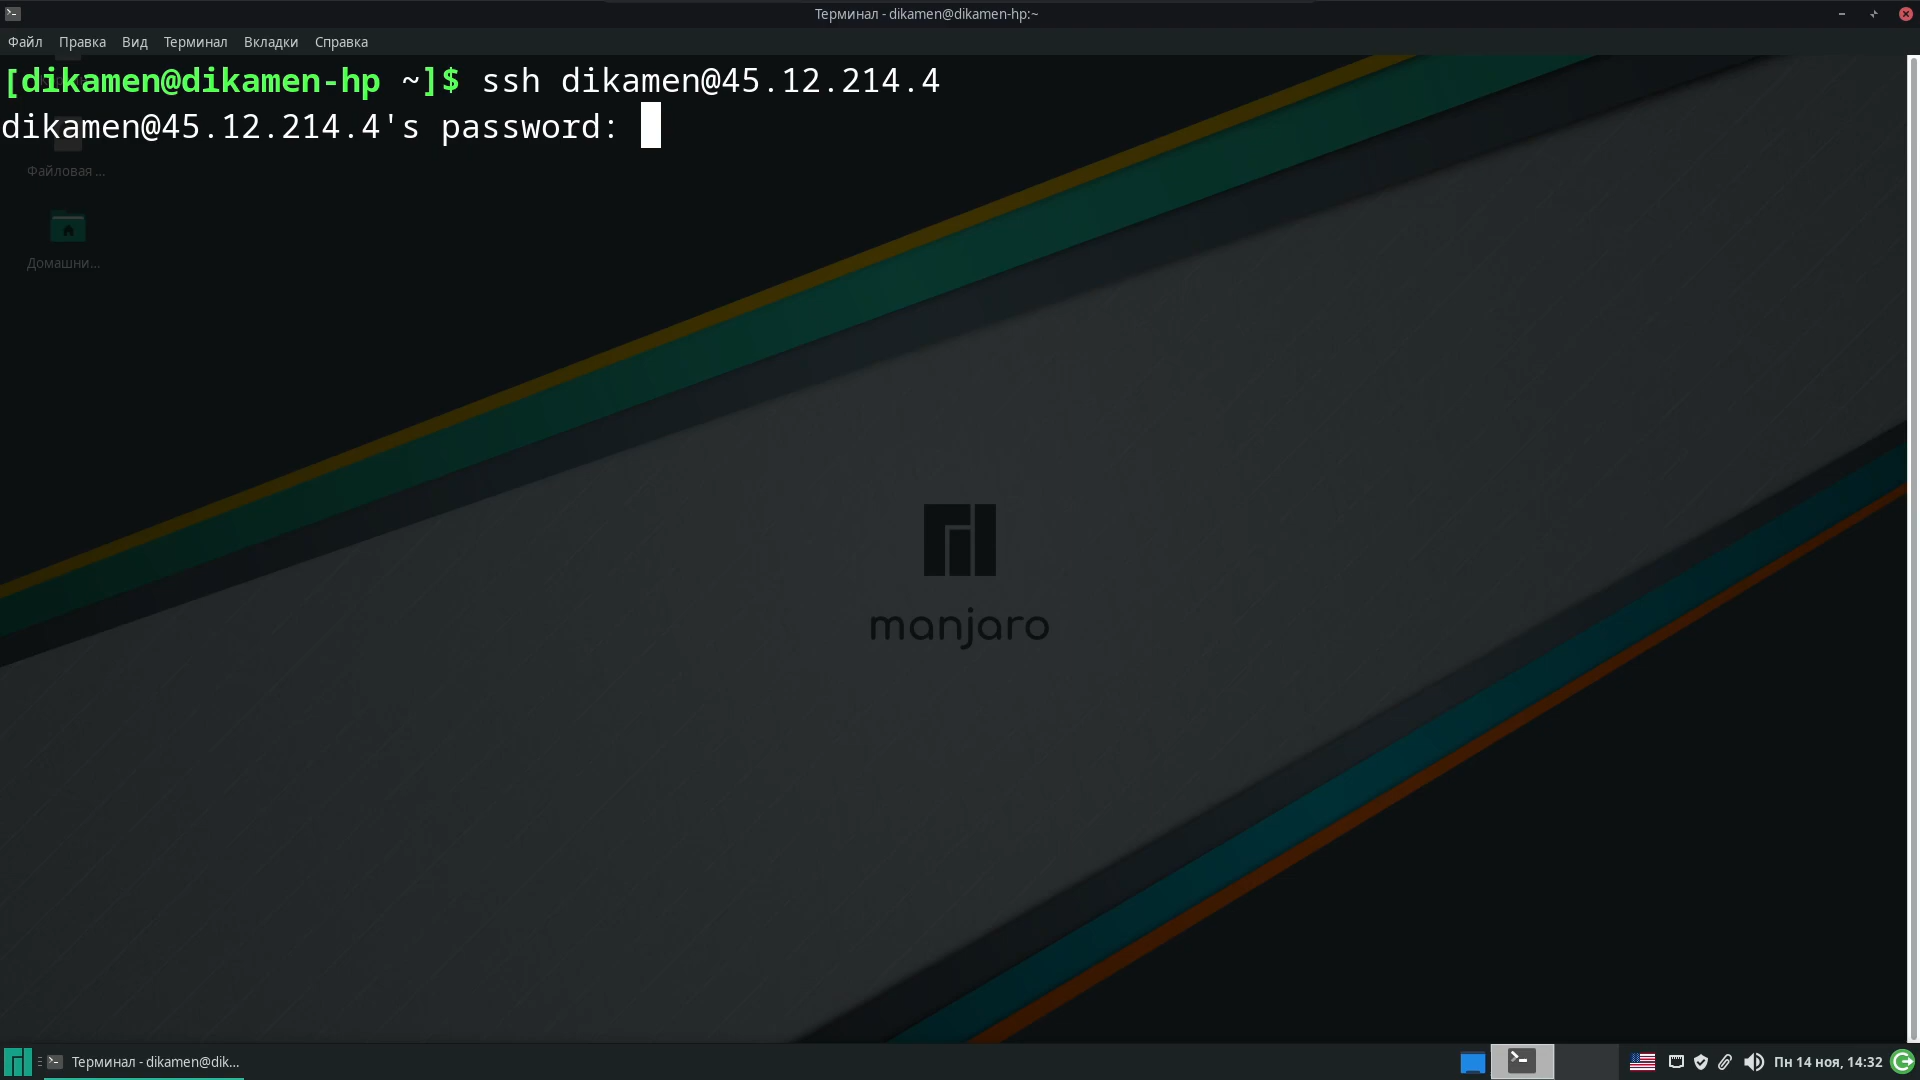 Терминал - dikamen@dikamen-hp:~
Файл Правка Вид Терминал Вкладки Справка
[dikamen@dikamen-hp ~]$ ssh dikamen@45.12.214.4
dikamen@45.12.214.4's password:
Файловая ...
Домашни...
manjaro
Терминал - dikamen@dik...
Пн 14 ноя, 14:32